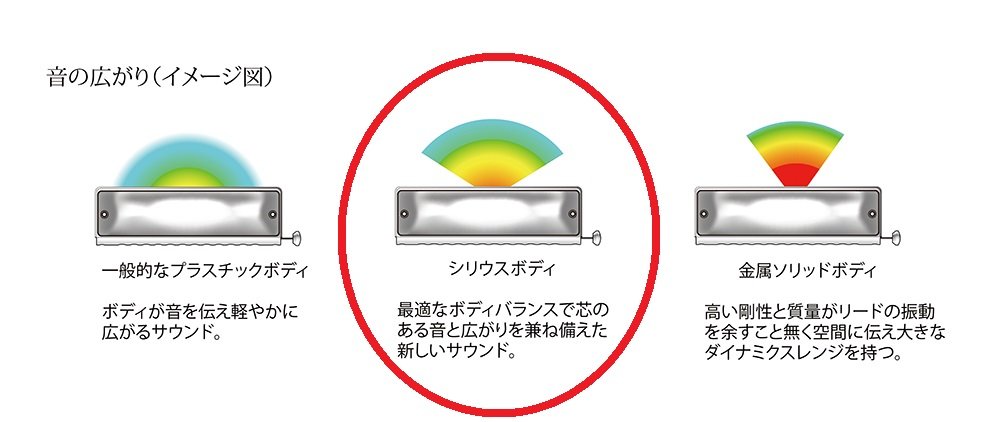 音の広がり（イメージ図）
一般的なプラスチックボディ
ボディが音を伝え軽やかに
広がるサウンド。
シリウスボディ
最適なボディバランスで芯の
ある音と広がりを兼ね備えた
新しいサウンド。
金属ソリッドボディ
高い剛性と質量がリードの振動
を余すこと無く空間に伝え大きな
ダイナミクスレンジを持つ。